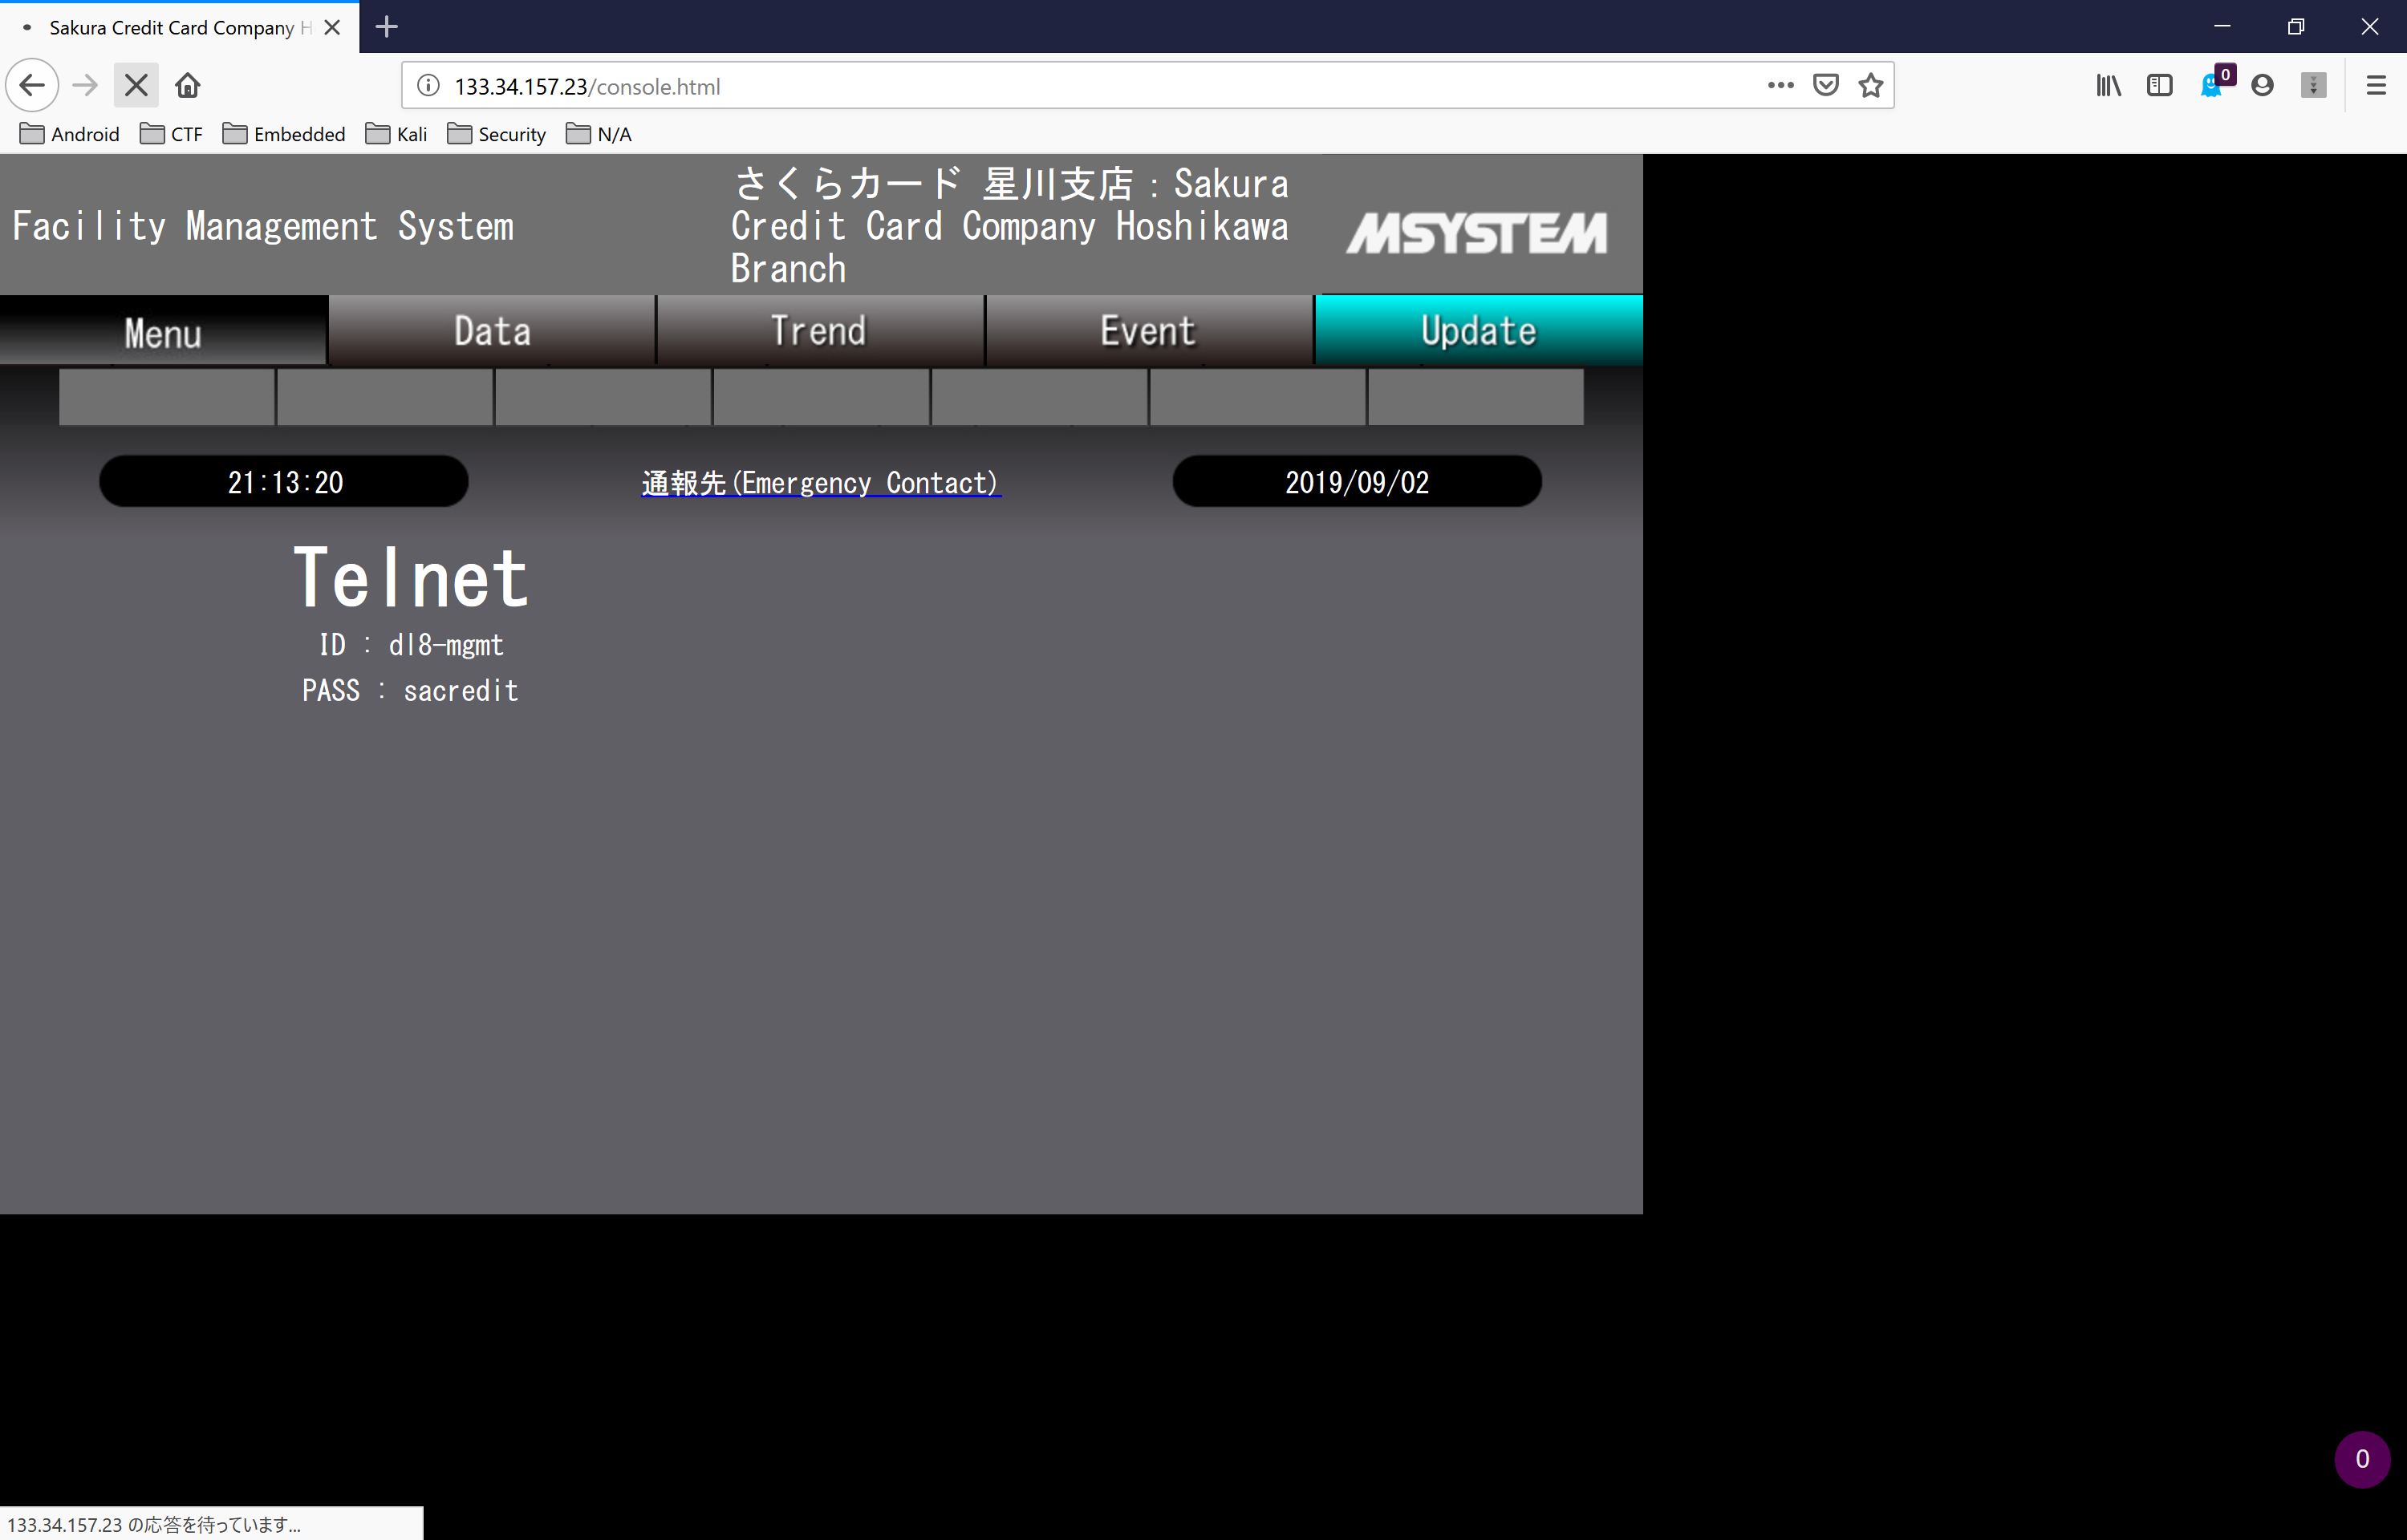 Sakura Credit Card Company H
133.34.157.23/console.html
0
Android CTF Embedded Kali Security N/A
Facility Management System
さくらカード 星川支店：Sakura
Credit Card Company Hoshikawa
Branch
MSYSTEM
Menu Data Trend Event Update
21:13:20 通報先(Emergency Contact) 2019/09/02
Telnet
ID : dl8-mgmt
PASS : sacredit
0
133.34.157.23 の応答を待っています...